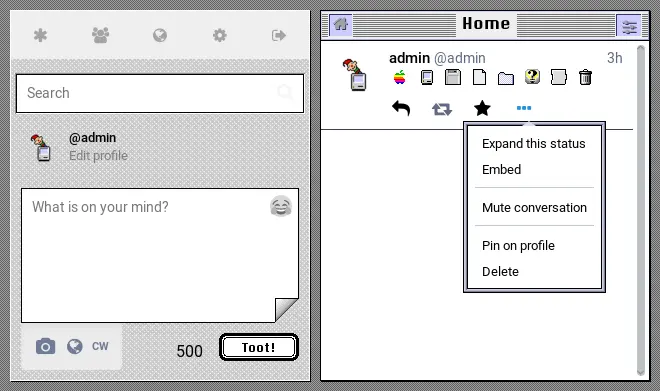 Search
@admin
Edit profile
What is on your mind?
CW
500
Toot!
Home
admin @admin
3h
Expand this status
Embed
Mute conversation
Pin on profile
Delete